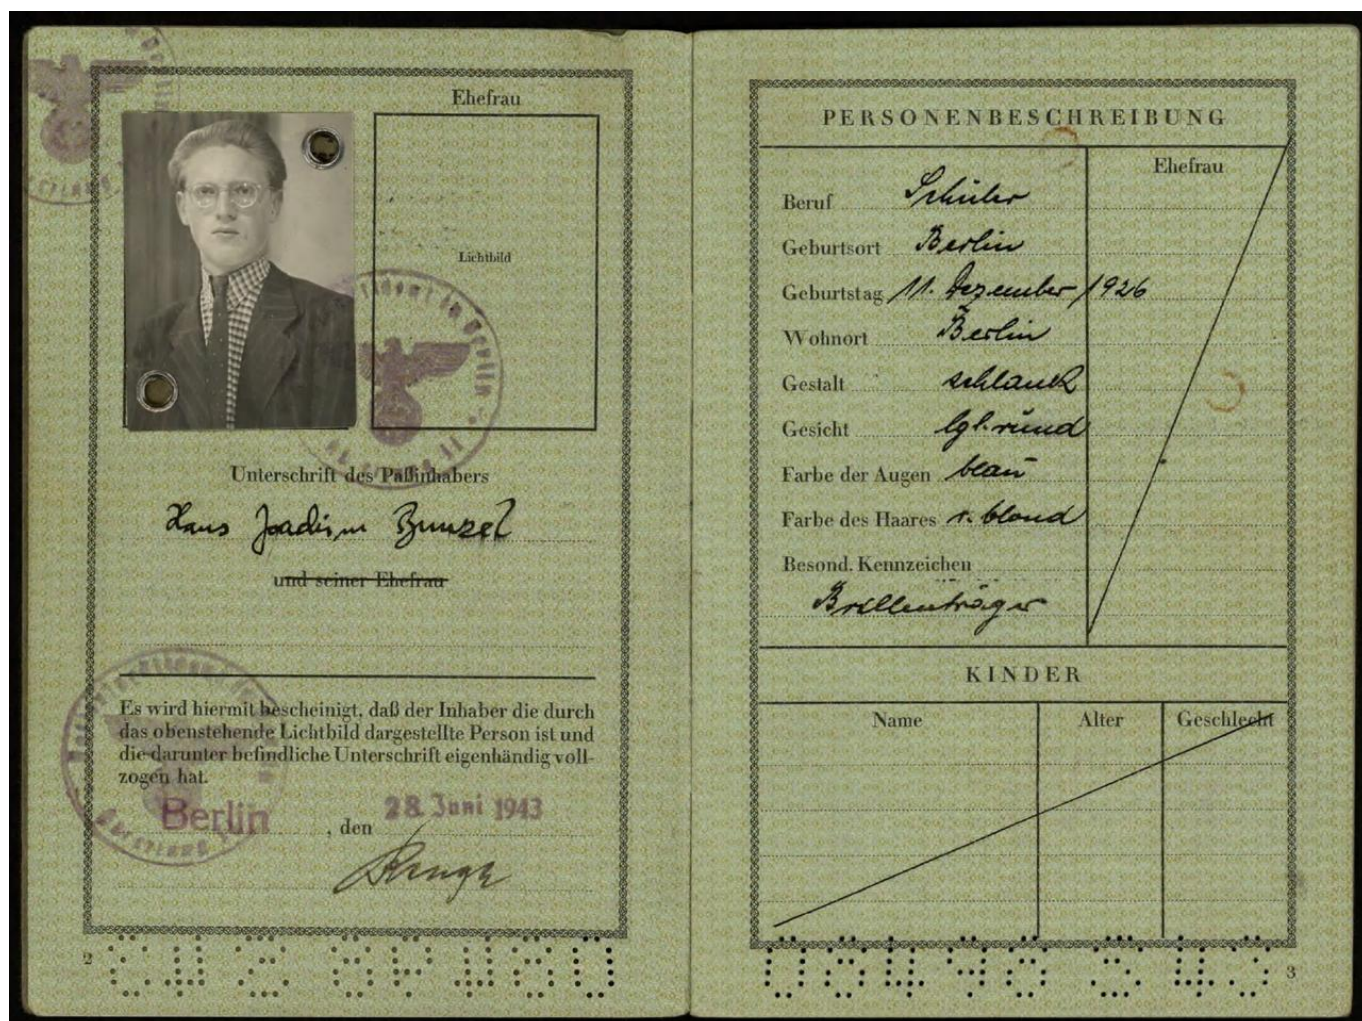 Ehefrau
Lichtbild
Unterschrift des Paßinhabers
Hans Joachim Bunzel
und seiner Ehefrau
Es wird hiermit bescheinigt, daß der Inhaber die durch
das obenstehende Lichtbild dargestellte Person ist und
die darunter befindliche Unterschrift eigenhändig voll-
zogen hat.
Berlin, den 28. Juni 1943
2
PERSONENBESCHREIBUNG
Ehefrau
Beruf Schüler
Geburtsort Berlin
Geburtstag 11. Dezember 1926
Wohnort Berlin
Gestalt schlank
Gesicht lgl. rund
Farbe der Augen blau
Farbe des Haares blond
Besond. Kennzeichen
Brillenträger
KINDER
Name Alter Geschlecht
3